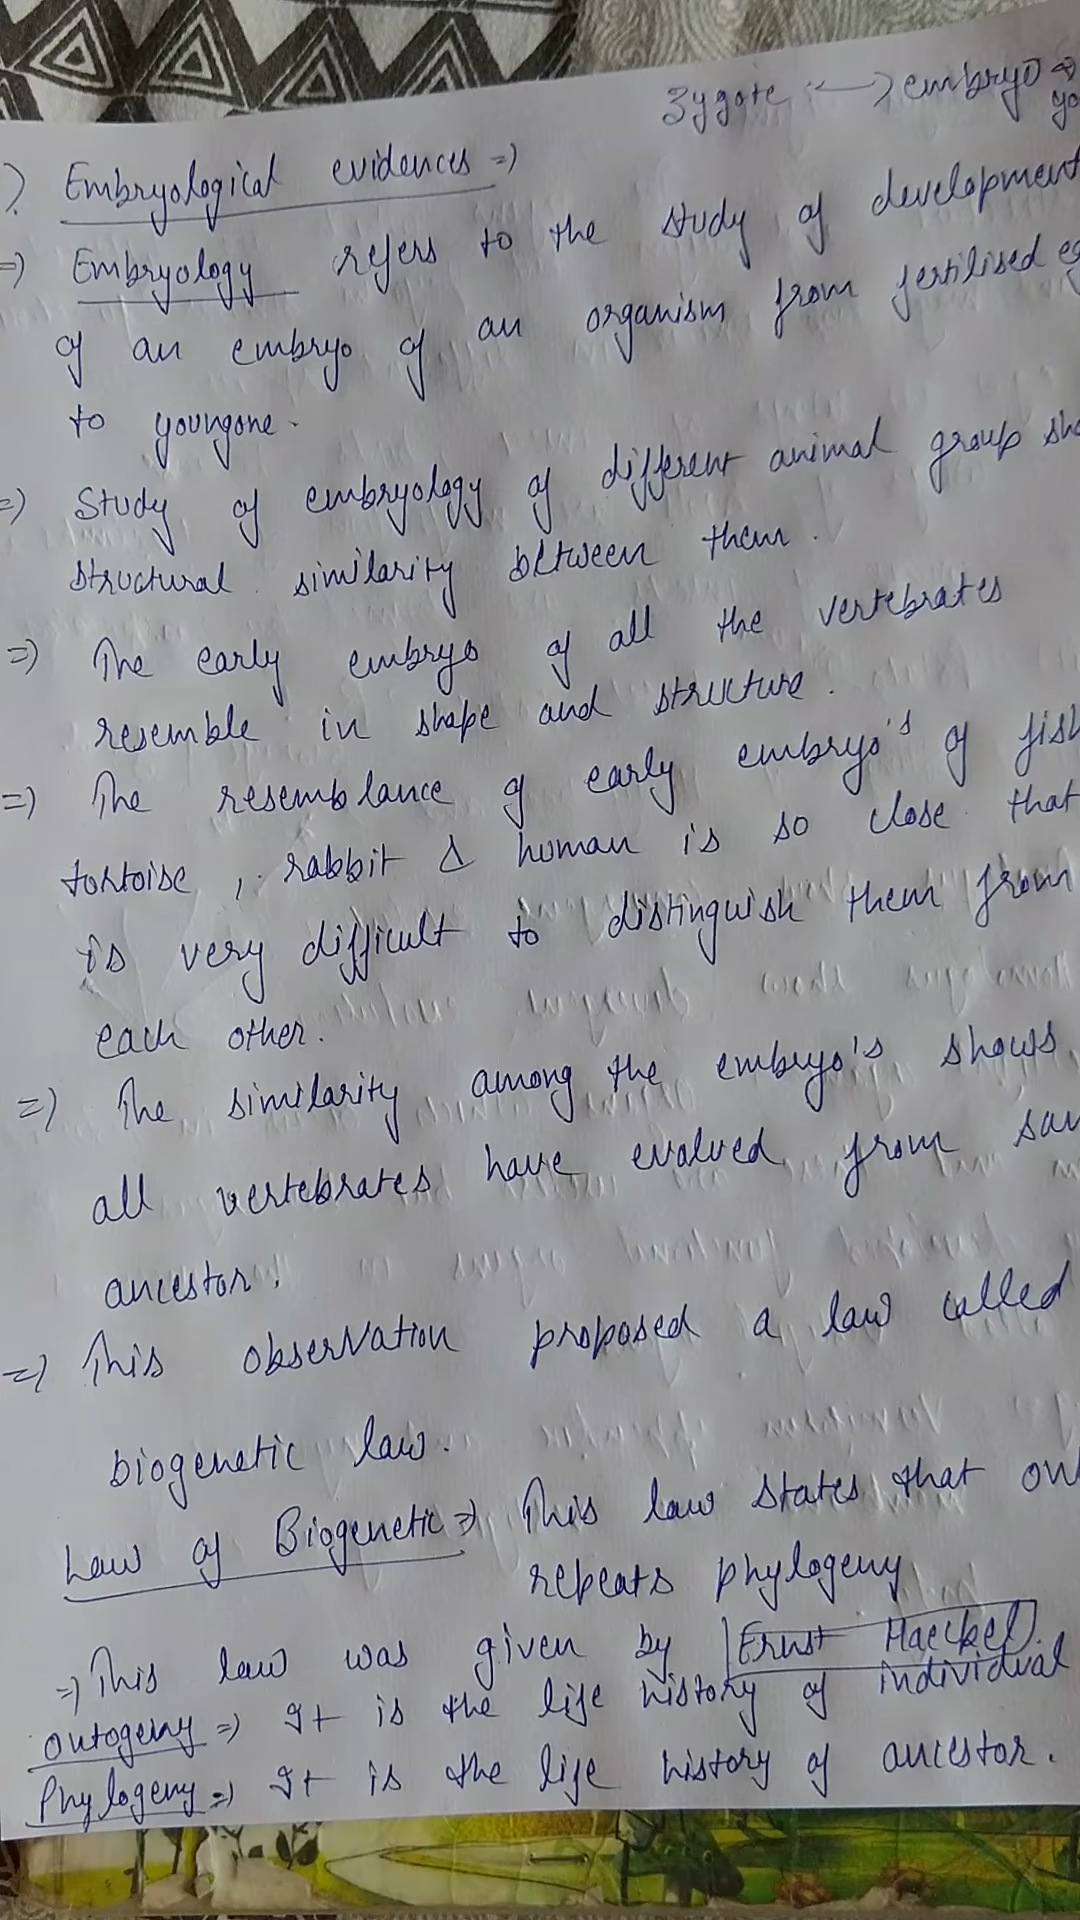 zygote → embryo →
?) Embryological evidences =)
=) Embryology refers to the study of development
of an embryo of an organism from fertilised
to youngone.
=) Study of embryology of different animal group
structural similarity between them.
=) The early embryo of all the vertebrates
resemble in shape and structure.
=) The resemblance of early embryo's of fish
tortoise, rabbit & human is so close that
is very difficult to distinguish them from
each other.
=) The similarity among the embryo's shows
all vertebrates have evolved from
ancestor.
=) This observation proposed a law called
biogenetic law.
Law of Biogenetic =) This law states that
repeats phylogeny
=) This law was given by Ernst Haeckel.
ontogeny =) It is the life history of individual
Phylogeny =) It is the life history of ancestor.